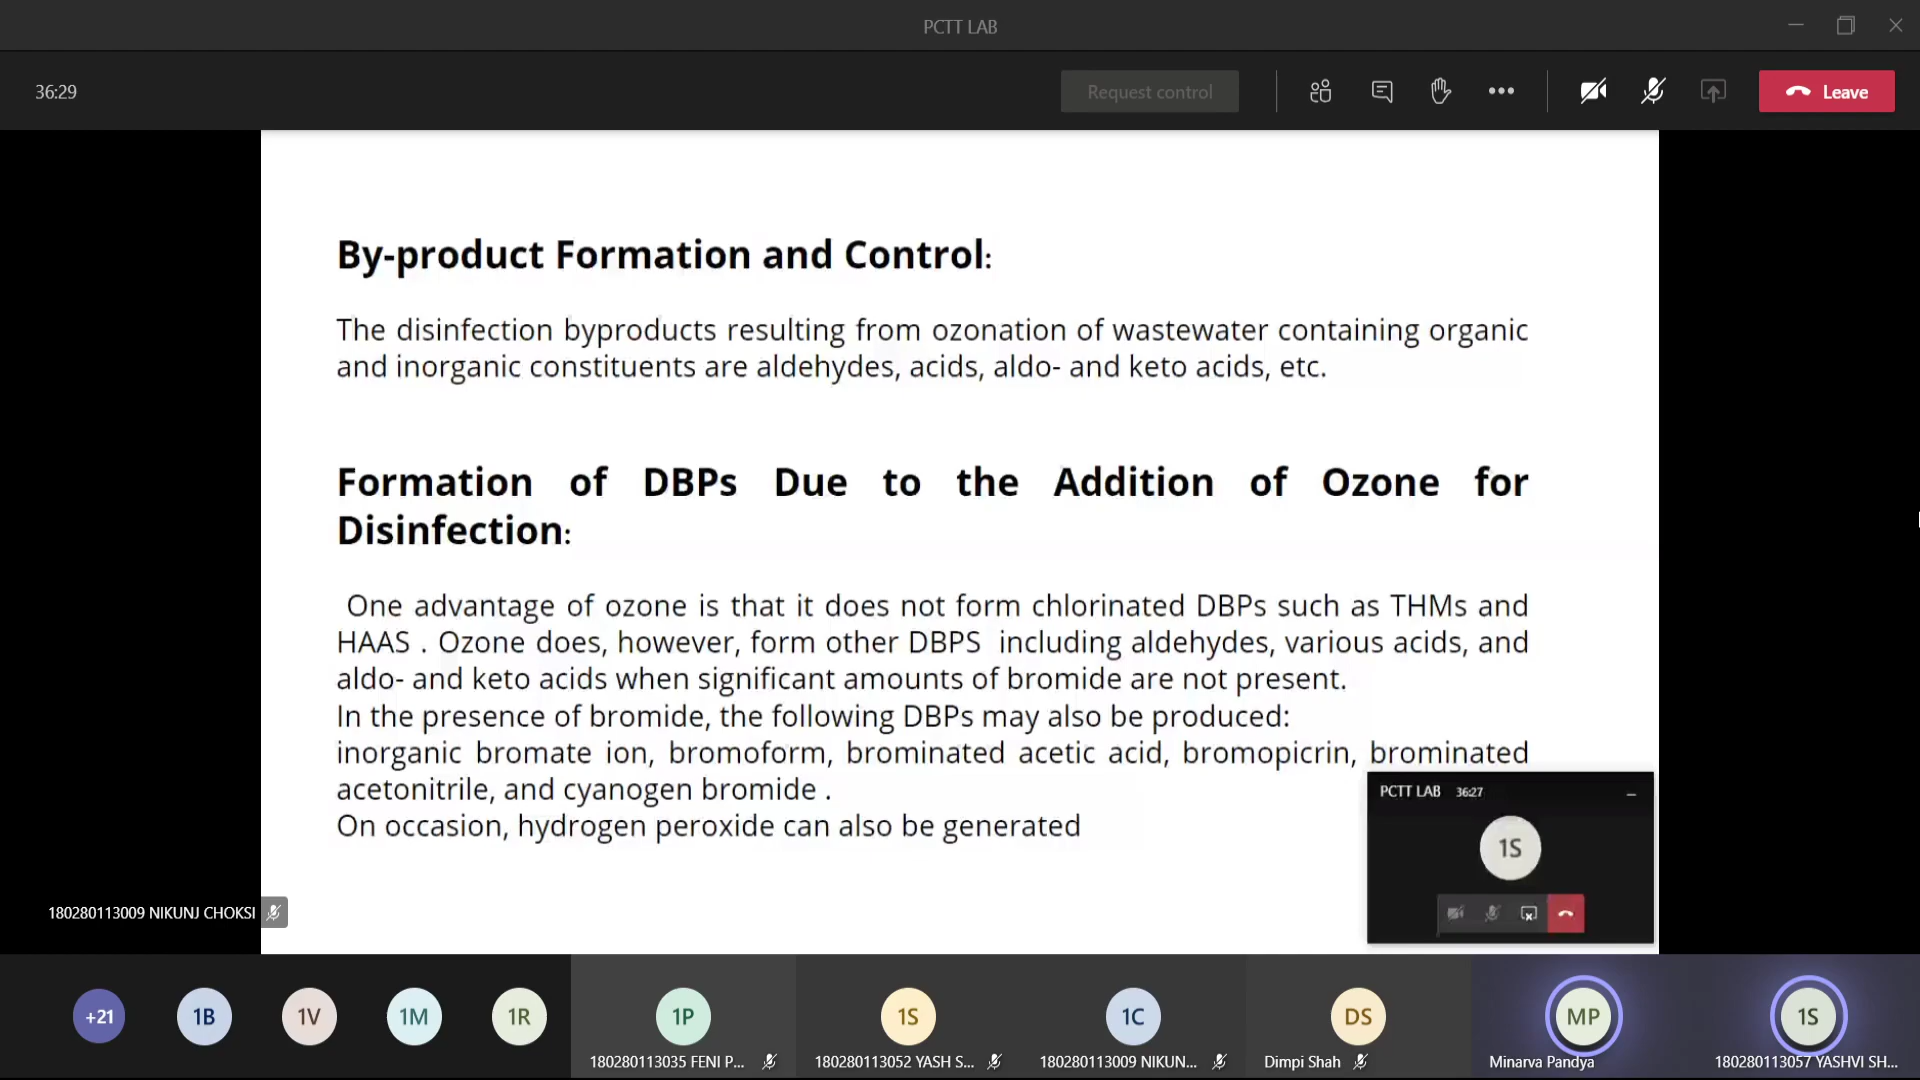 PCTT LAB
36:29
Request control
Leave
By-product Formation and Control:
The disinfection byproducts resulting from ozonation of wastewater containing organic
and inorganic constituents are aldehydes, acids, aldo- and keto acids, etc.
Formation of DBPs Due to the Addition of Ozone for
Disinfection:
One advantage of ozone is that it does not form chlorinated DBPs such as THMs and
HAAS . Ozone does, however, form other DBPS including aldehydes, various acids, and
aldo- and keto acids when significant amounts of bromide are not present.
In the presence of bromide, the following DBPs may also be produced:
inorganic bromate ion, bromoform, brominated acetic acid, bromopicrin, brominated
acetonitrile, and cyanogen bromide .
On occasion, hydrogen peroxide can also be generated
PCTT LAB 36:27
1S
180280113009 NIKUNJ CHOKSI
+21 1B 1V 1M 1R 1P 1S 1C DS MP 1S
180280113035 FENI P... 180280113052 YASH S... 180280113009 NIKUN... Dimpi Shah Minarva Pandya 180280113057 YASHVI SH...